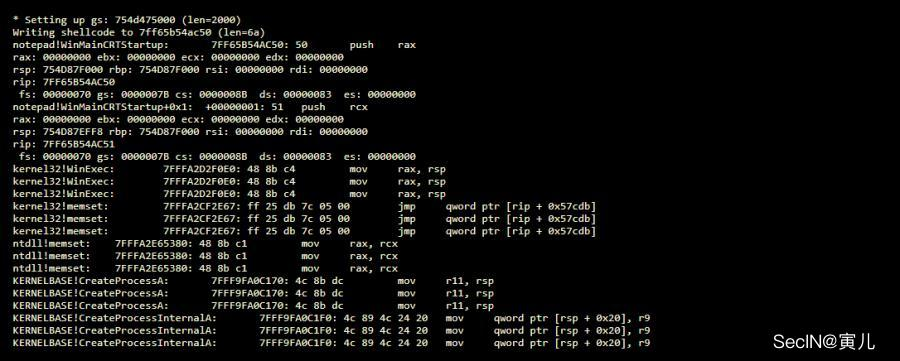 * Setting up gs: 754d475000 (len=2000)
Writing shellcode to 7ff65b54ac50 (len=6a)
notepad!WinMainCRTStartup: 7FF65B54AC50: 50 push rax
rax: 00000000 ebx: 00000000 ecx: 00000000 edx: 00000000
rsp: 754D87F000 rbp: 754D87F000 rsi: 00000000 rdi: 00000000
rip: 7FF65B54AC50
fs: 00000070 gs: 0000007B cs: 0000008B ds: 00000083 es: 00000000
notepad!WinMainCRTStartup+0x1: +00000001: 51 push rcx
rax: 00000000 ebx: 00000000 ecx: 00000000 edx: 00000000
rsp: 754D87EFF8 rbp: 754D87F000 rsi: 00000000 rdi: 00000000
rip: 7FF65B54AC51
fs: 00000070 gs: 0000007B cs: 0000008B ds: 00000083 es: 00000000
kernel32!WinExec: 7FFFA2D2F0E0: 48 8b c4 mov rax, rsp
kernel32!WinExec: 7FFFA2D2F0E0: 48 8b c4 mov rax, rsp
kernel32!WinExec: 7FFFA2D2F0E0: 48 8b c4 mov rax, rsp
kernel32!memset: 7FFFA2CF2E67: ff 25 db 7c 05 00 jmp qword ptr [rip + 0x57cdb]
kernel32!memset: 7FFFA2CF2E67: ff 25 db 7c 05 00 jmp qword ptr [rip + 0x57cdb]
kernel32!memset: 7FFFA2CF2E67: ff 25 db 7c 05 00 jmp qword ptr [rip + 0x57cdb]
ntdll!memset: 7FFFA2E65380: 48 8b c1 mov rax, rcx
ntdll!memset: 7FFFA2E65380: 48 8b c1 mov rax, rcx
ntdll!memset: 7FFFA2E65380: 48 8b c1 mov rax, rcx
KERNELBASE!CreateProcessA: 7FFF9FA0C170: 4c 8b dc mov r11, rsp
KERNELBASE!CreateProcessA: 7FFF9FA0C170: 4c 8b dc mov r11, rsp
KERNELBASE!CreateProcessA: 7FFF9FA0C170: 4c 8b dc mov r11, rsp
KERNELBASE!CreateProcessInternalA: 7FFF9FA0C1F0: 4c 89 4c 24 20 mov qword ptr [rsp + 0x20], r9
KERNELBASE!CreateProcessInternalA: 7FFF9FA0C1F0: 4c 89 4c 24 20 mov qword ptr [rsp + 0x20], r9
KERNELBASE!CreateProcessInternalA: 7FFF9FA0C1F0: 4c 89 4c 24 20 mov qword ptr [rsp + 0x20], r9
SecIN@寅儿